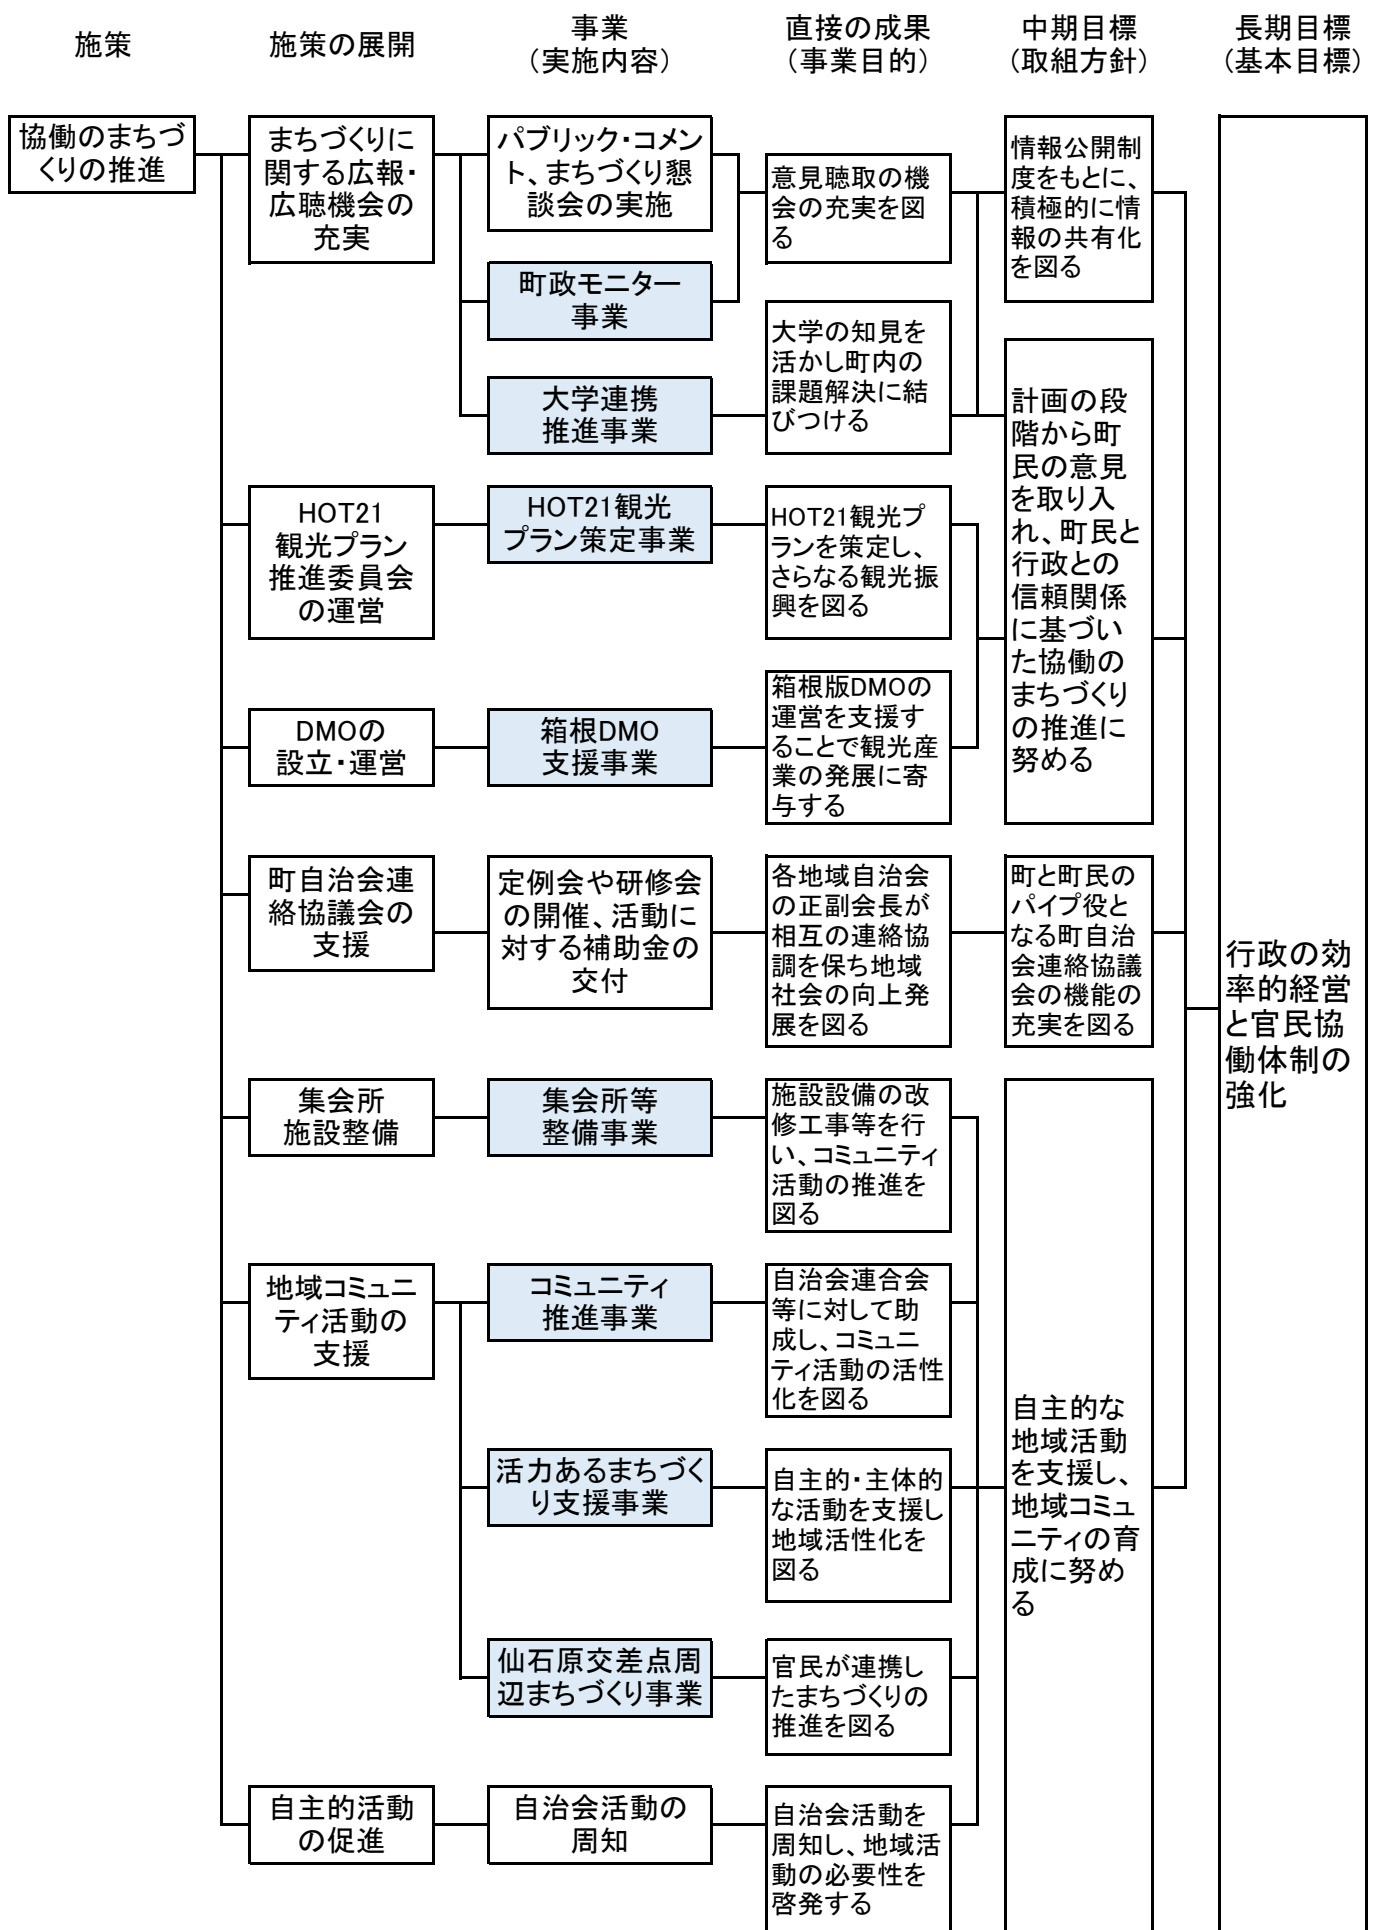 施策
施策の展開
事業
（実施内容）
直接の成果
（事業目的）
中期目標
（取組方針）
長期目標
（基本目標）
協働のまちづ
くりの推進
まちづくりに
関する広報・
広聴機会の
充実
パブリック・コメン
ト、まちづくり懇
談会の実施
意見聴取の機
会の充実を図
る
情報公開制
度をもとに、
積極的に情
報の共有化
を図る
町政モニター
事業
大学連携
推進事業
大学の知見を
活かし町内の
課題解決に結
びつける
計画の段
階から町
民の意見
を取り入
れ、町民と
行政との
信頼関係
に基づい
た協働の
まちづくり
の推進に
努める
HOT21
観光プラン
推進委員会
の運営
HOT21観光
プラン策定事業
HOT21観光プ
ランを策定し、
さらなる観光振
興を図る
DMOの
設立・運営
箱根DMO
支援事業
箱根版DMOの
運営を支援す
ることで観光産
業の発展に寄
与する
町自治会連
絡協議会の
支援
定例会や研修会
の開催、活動に
対する補助金の
交付
各地域自治会
の正副会長が
相互の連絡協
調を保ち地域
社会の向上発
展を図る
町と町民の
パイプ役と
なる町自治
会連絡協議
会の機能の
充実を図る
行政の効
率的経営
と官民協
働体制の
強化
集会所
施設整備
集会所等
整備事業
施設設備の改
修工事等を行
い、コミュニティ
活動の推進を
図る
地域コミュニ
ティ活動の
支援
コミュニティ
推進事業
自治会連合会
等に対して助
成し、コミュニ
ティ活動の活性
化を図る
自主的な
地域活動
を支援し、
地域コミュ
ニティの育
成に努め
る
活力あるまちづく
り支援事業
自主的・主体的
な活動を支援し
地域活性化を
図る
仙石原交差点周
辺まちづくり事業
官民が連携し
たまちづくりの
推進を図る
自主的活動
の促進
自治会活動の
周知
自治会活動を
周知し、地域活
動の必要性を
啓発する